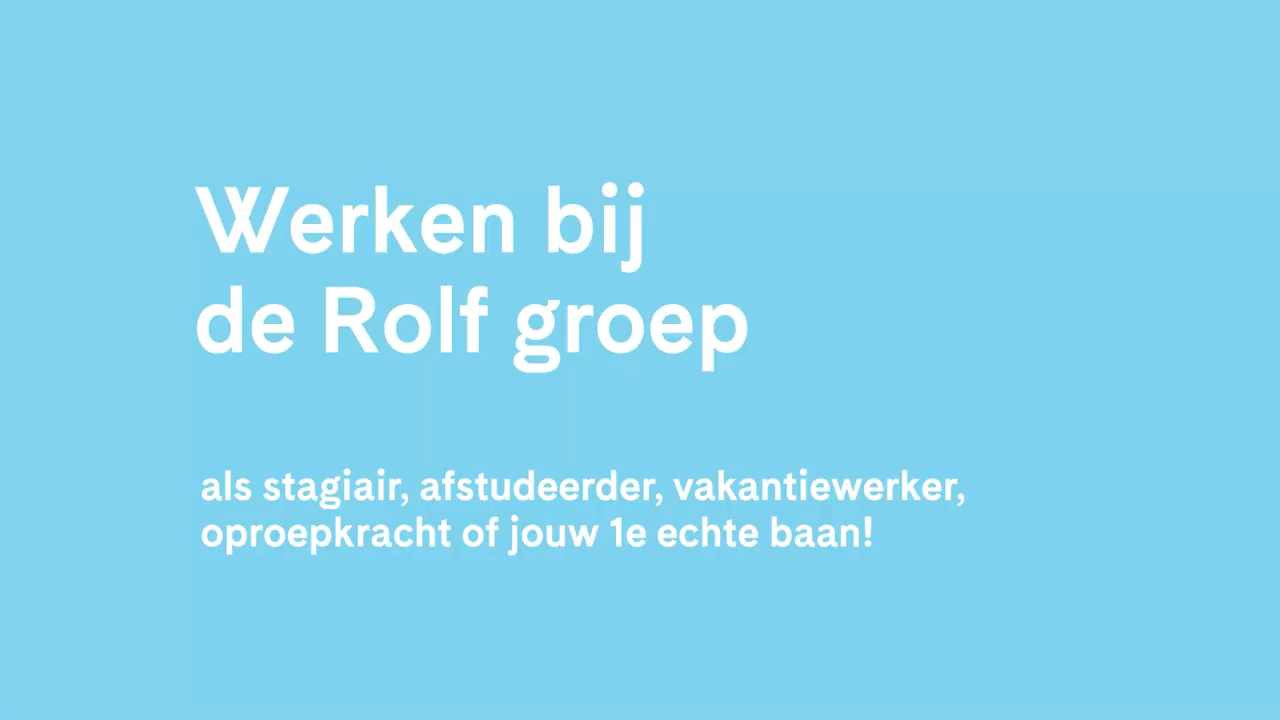 Werken bij
de Rolf groep
als stagiair, afstudeerder, vakantiewerker,
oproepkracht of jouw 1e echte baan!